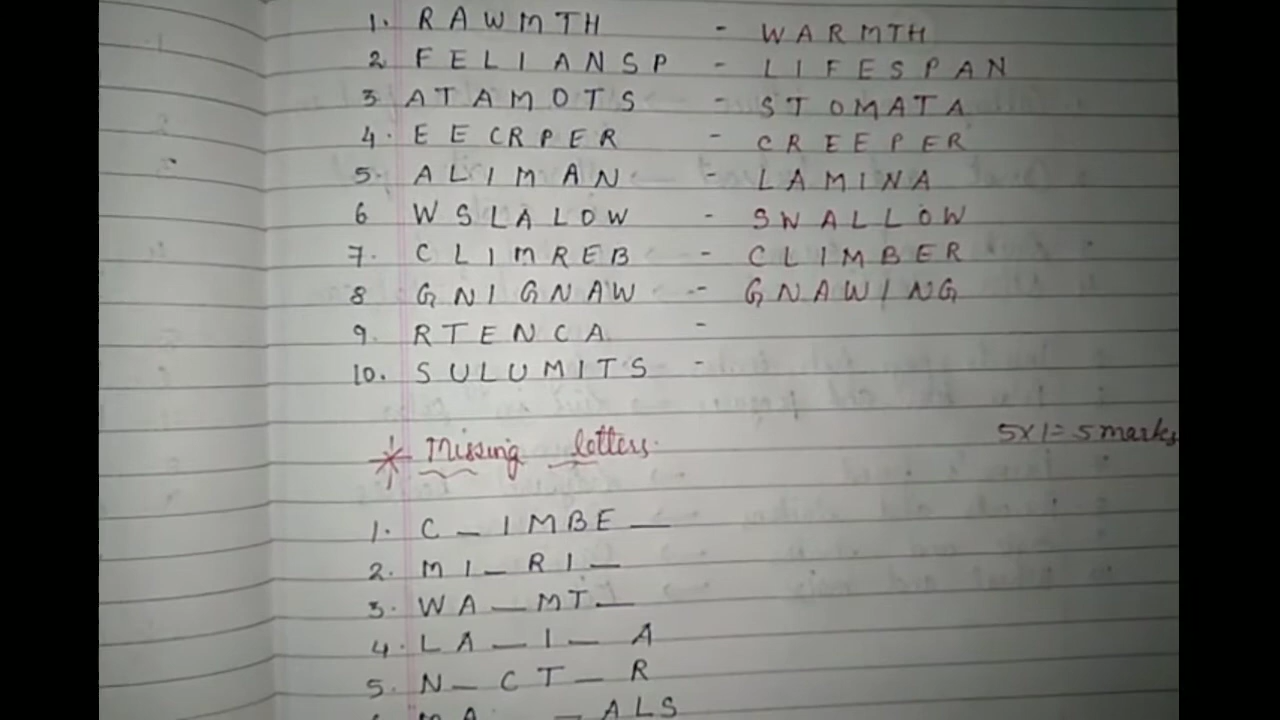 1. RAWMTH - WARMTH
2 FELIANSP - LIFESPAN
3 ATAMOTS - STOMATA
4. EECRPER - CREEPER
5. ALIMAN - LAMINA
6 WSLALOW - SWALLOW
7. CLIMREB - CLIMBER
8 GNIGNAW - GNAWING
9. RTENCA -
10. SULUMITS -
5x1=5 marks
* Missing letters.
1. C_IMBE_
2. MI_RI_
3. WA_MT_
4. LA_I_A
5. N_CT_R
6 MA__ALS